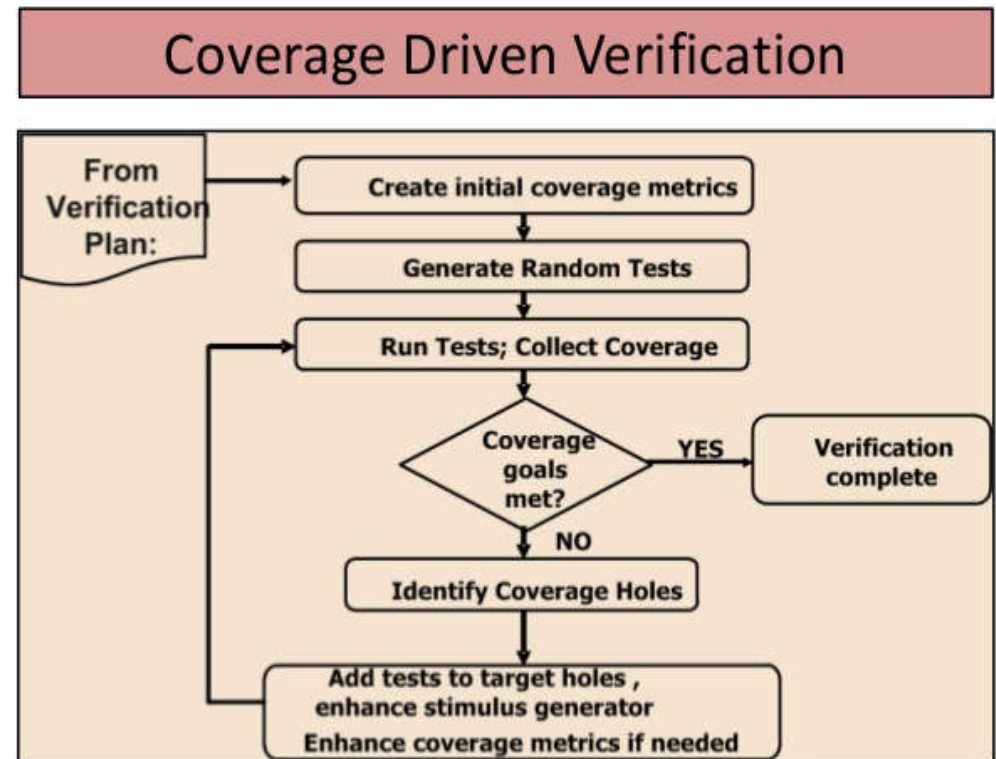 Coverage Driven Verification
From
Verification
Plan:
Create initial coverage metrics
Generate Random Tests
Run Tests; Collect Coverage
Coverage
goals
met?
YES
Verification
complete
NO
Identify Coverage Holes
Add tests to target holes ,
enhance stimulus generator
Enhance coverage metrics if needed